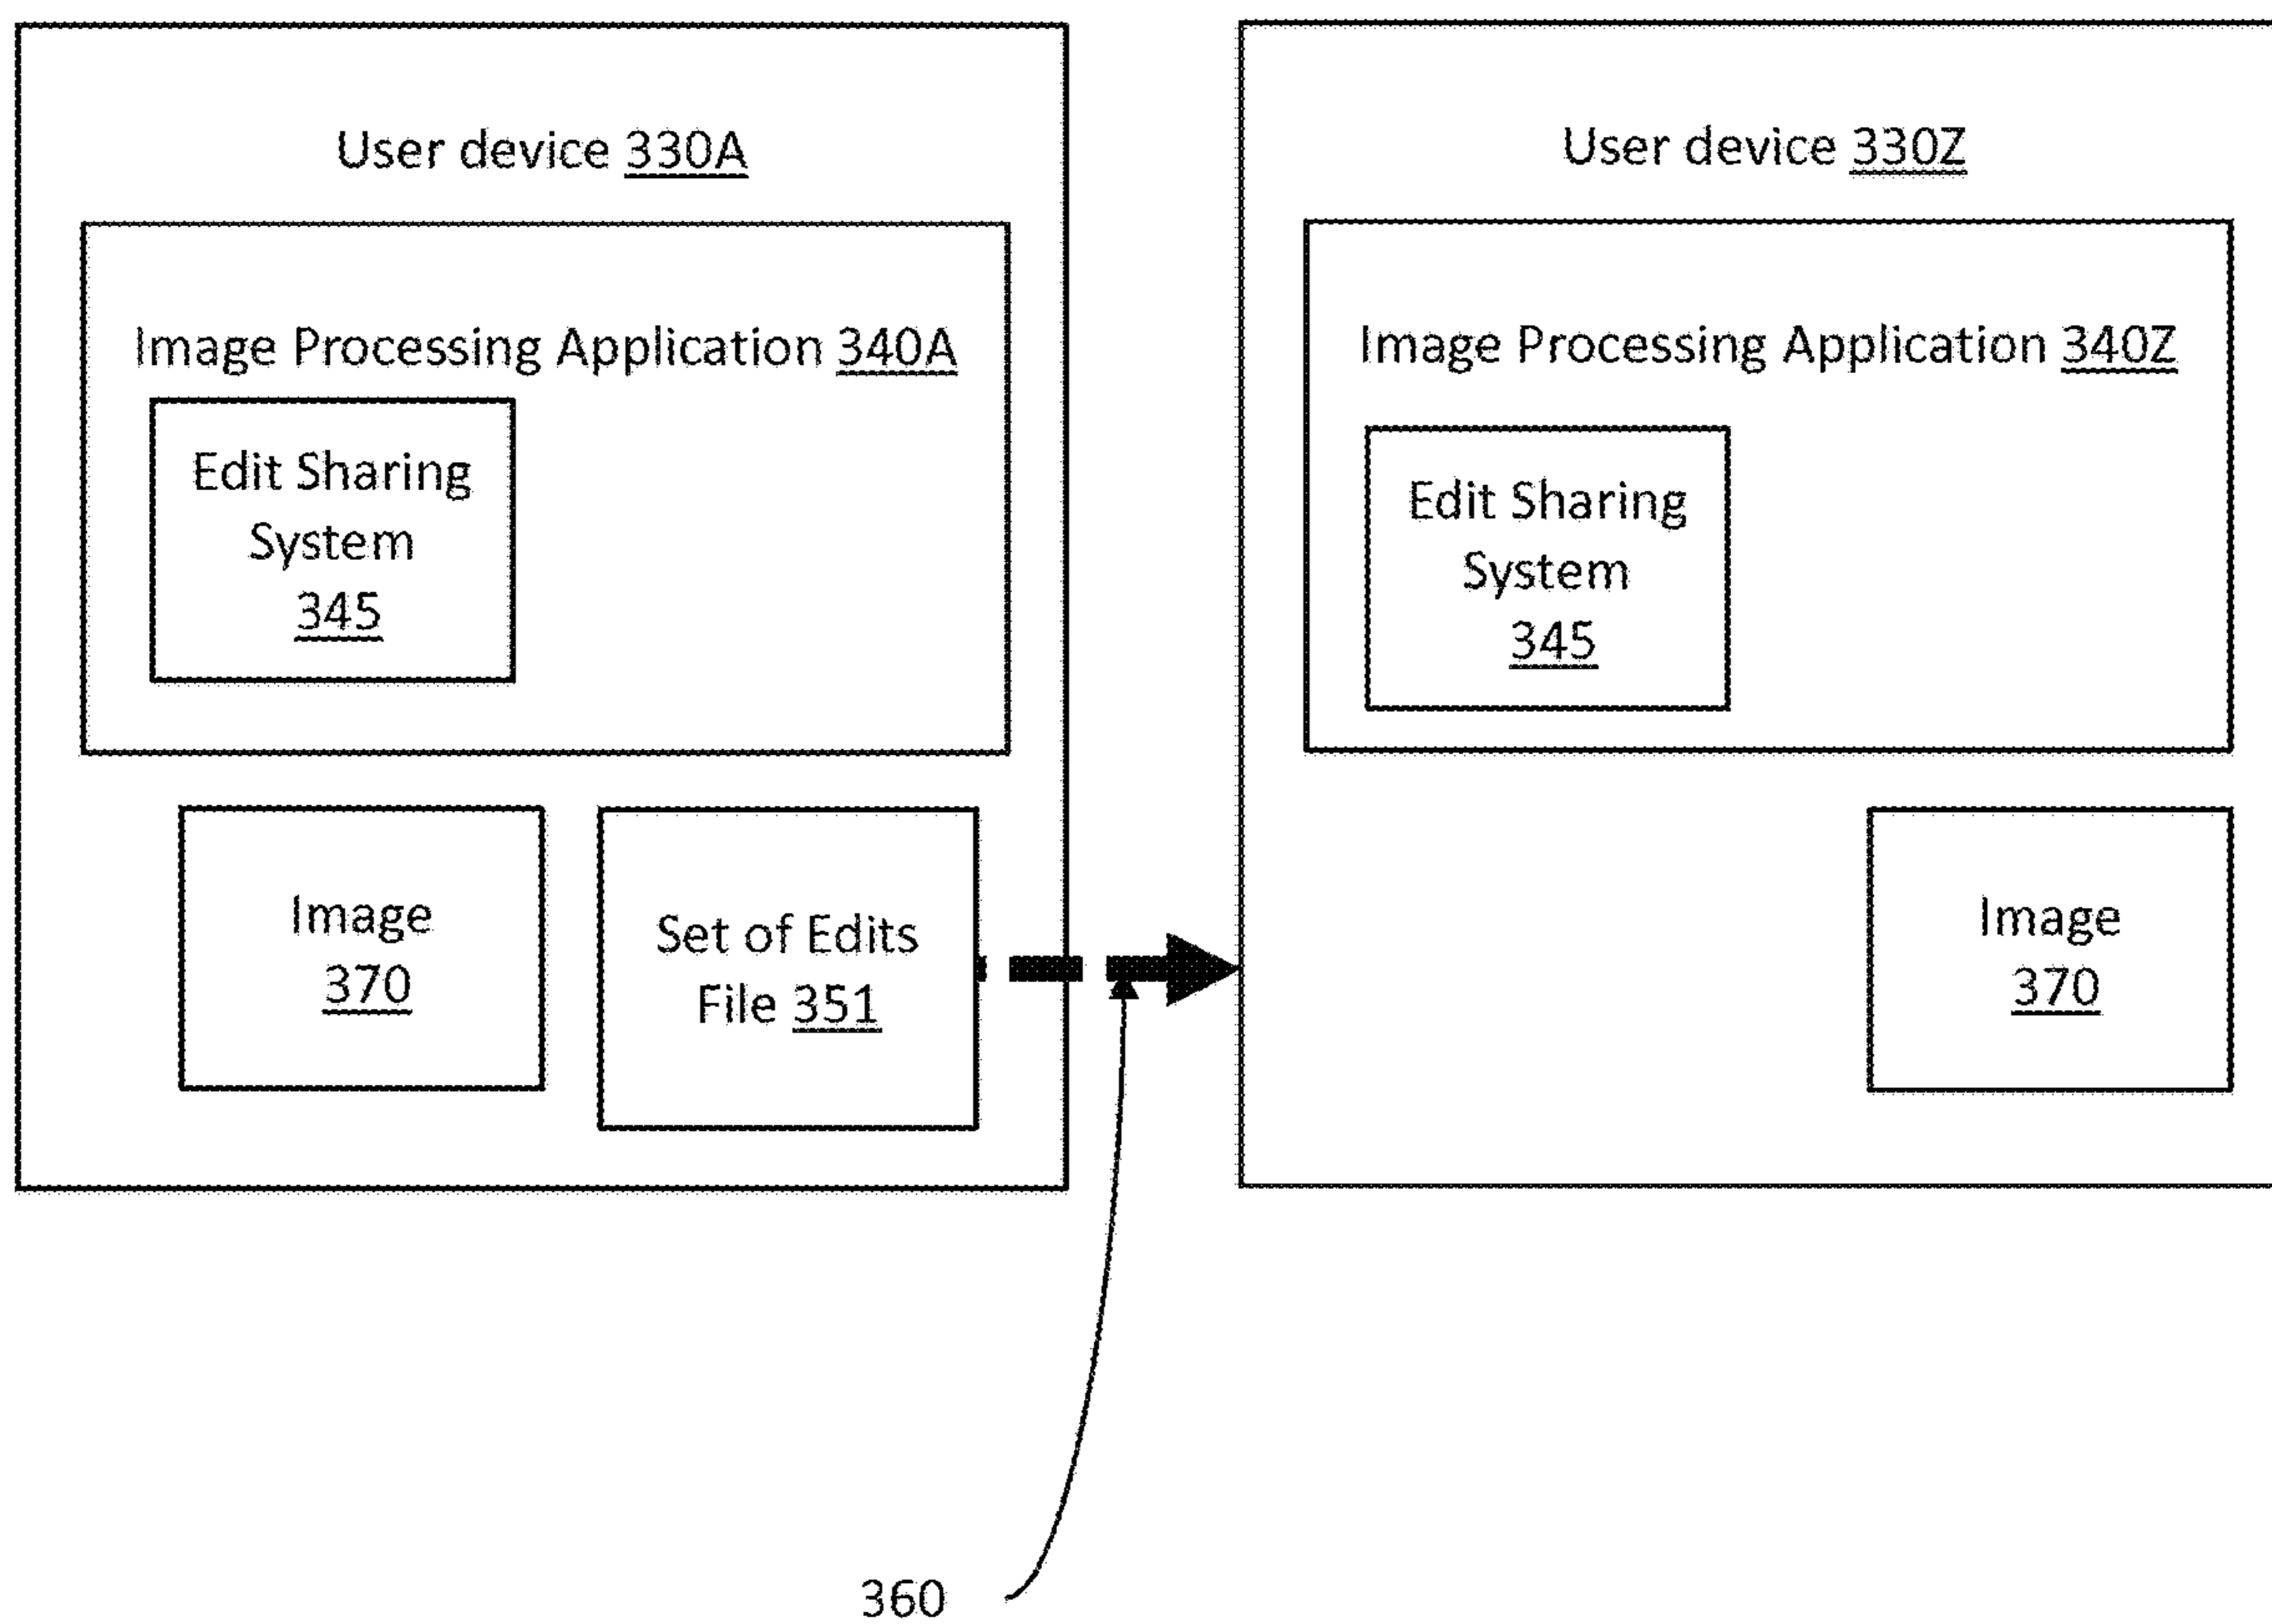 User device 330A
Image Processing Application 340A
Edit Sharing
System
345
Image
370
Set of Edits
File 351
User device 330Z
Image Processing Application 340Z
Edit Sharing
System
345
Image
370
360